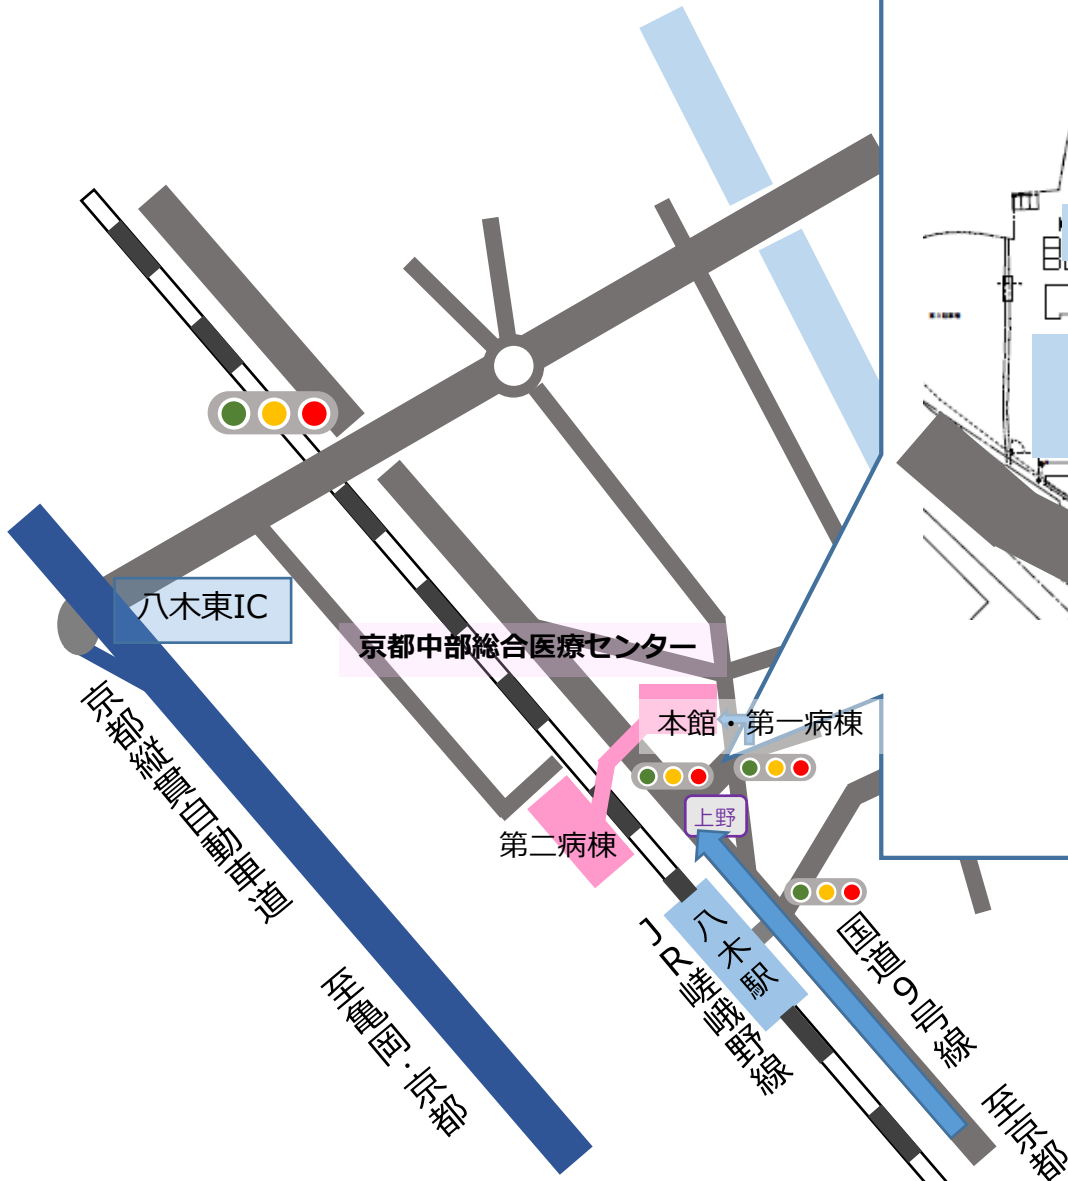 八木東IC
京都中部総合医療センター
本館・第一病棟
上野
第二病棟
八木駅
京都縦貫自動車道
至亀岡・京都
JR嵯峨野線
国道9号線
至京都